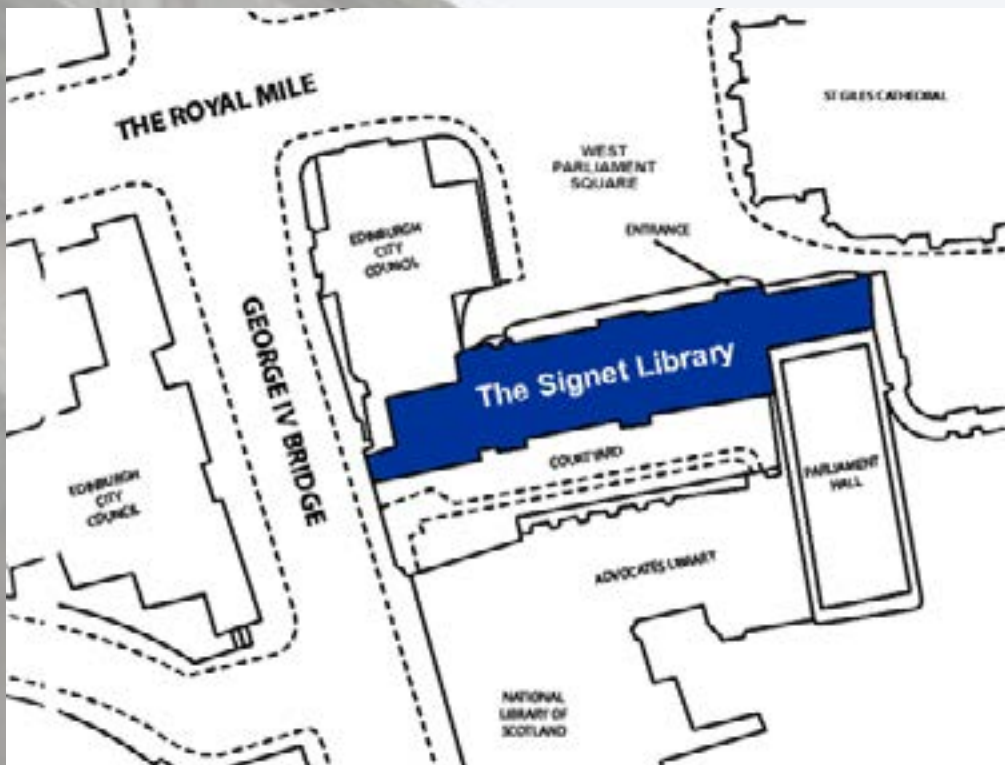 THE ROYAL MILE
ST GILES CATHEDRAL
WEST
PARLIAMENT
SQUARE
ENTRANCE
EDINBURGH
CITY
COUNCIL
GEORGE IV BRIDGE
The Signet Library
COURTYARD
PARLIAMENT
HALL
EDINBURGH
CITY
COUNCIL
ADVOCATES LIBRARY
NATIONAL
LIBRARY OF
SCOTLAND